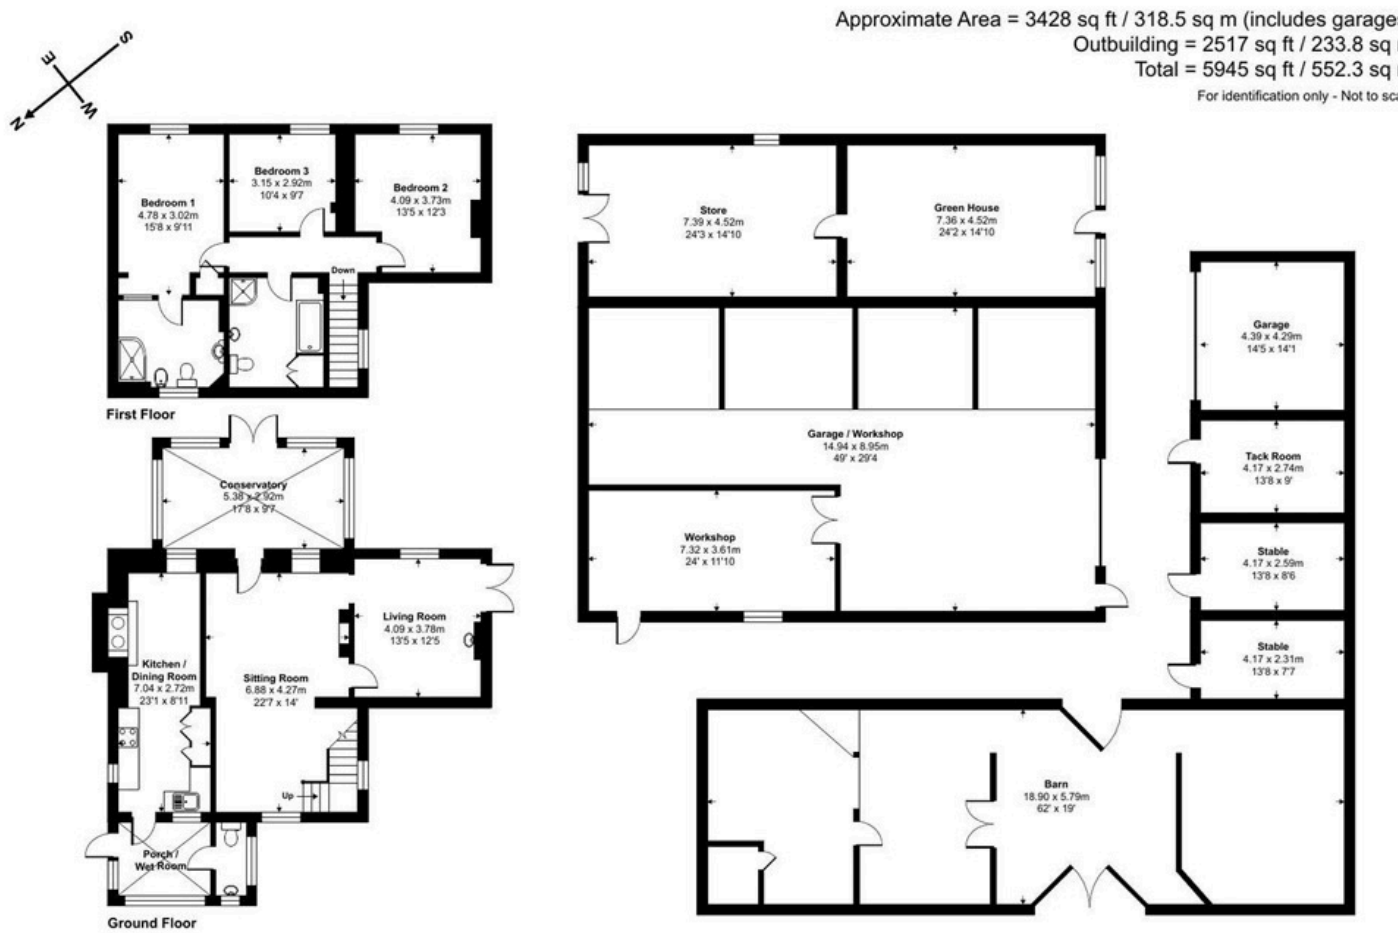 Approximate Area = 3428 sq ft / 318.5 sq m (includes garage
Outbuilding = 2517 sq ft / 233.8 sq
Total = 5945 sq ft / 552.3 sq
For identification only - Not to sca
S
E
W
N
Bedroom 1
4.78 x 3.02m
15'8 x 9'11
Bedroom 3
3.15 x 2.92m
10'4 x 9'7
Bedroom 2
4.09 x 3.73m
13'5 x 12'3
Down
First Floor
Conservatory
5.38 x 2.92m
17'8 x 9'7
Living Room
4.09 x 3.78m
13'5 x 12'5
Kitchen /
Dining Room
7.04 x 2.72m
23'1 x 8'11
Sitting Room
6.88 x 4.27m
22'7 x 14'
Up
Porch /
Wet Room
Ground Floor
Store
7.39 x 4.52m
24'3 x 14'10
Green House
7.36 x 4.52m
24'2 x 14'10
Garage / Workshop
14.94 x 8.95m
49' x 29'4
Workshop
7.32 x 3.61m
24' x 11'10
Garage
4.39 x 4.29m
14'5 x 14'1
Tack Room
4.17 x 2.74m
13'8 x 9'
Stable
4.17 x 2.59m
13'8 x 8'6
Stable
4.17 x 2.31m
13'8 x 7'7
Barn
18.90 x 5.79m
62' x 19'